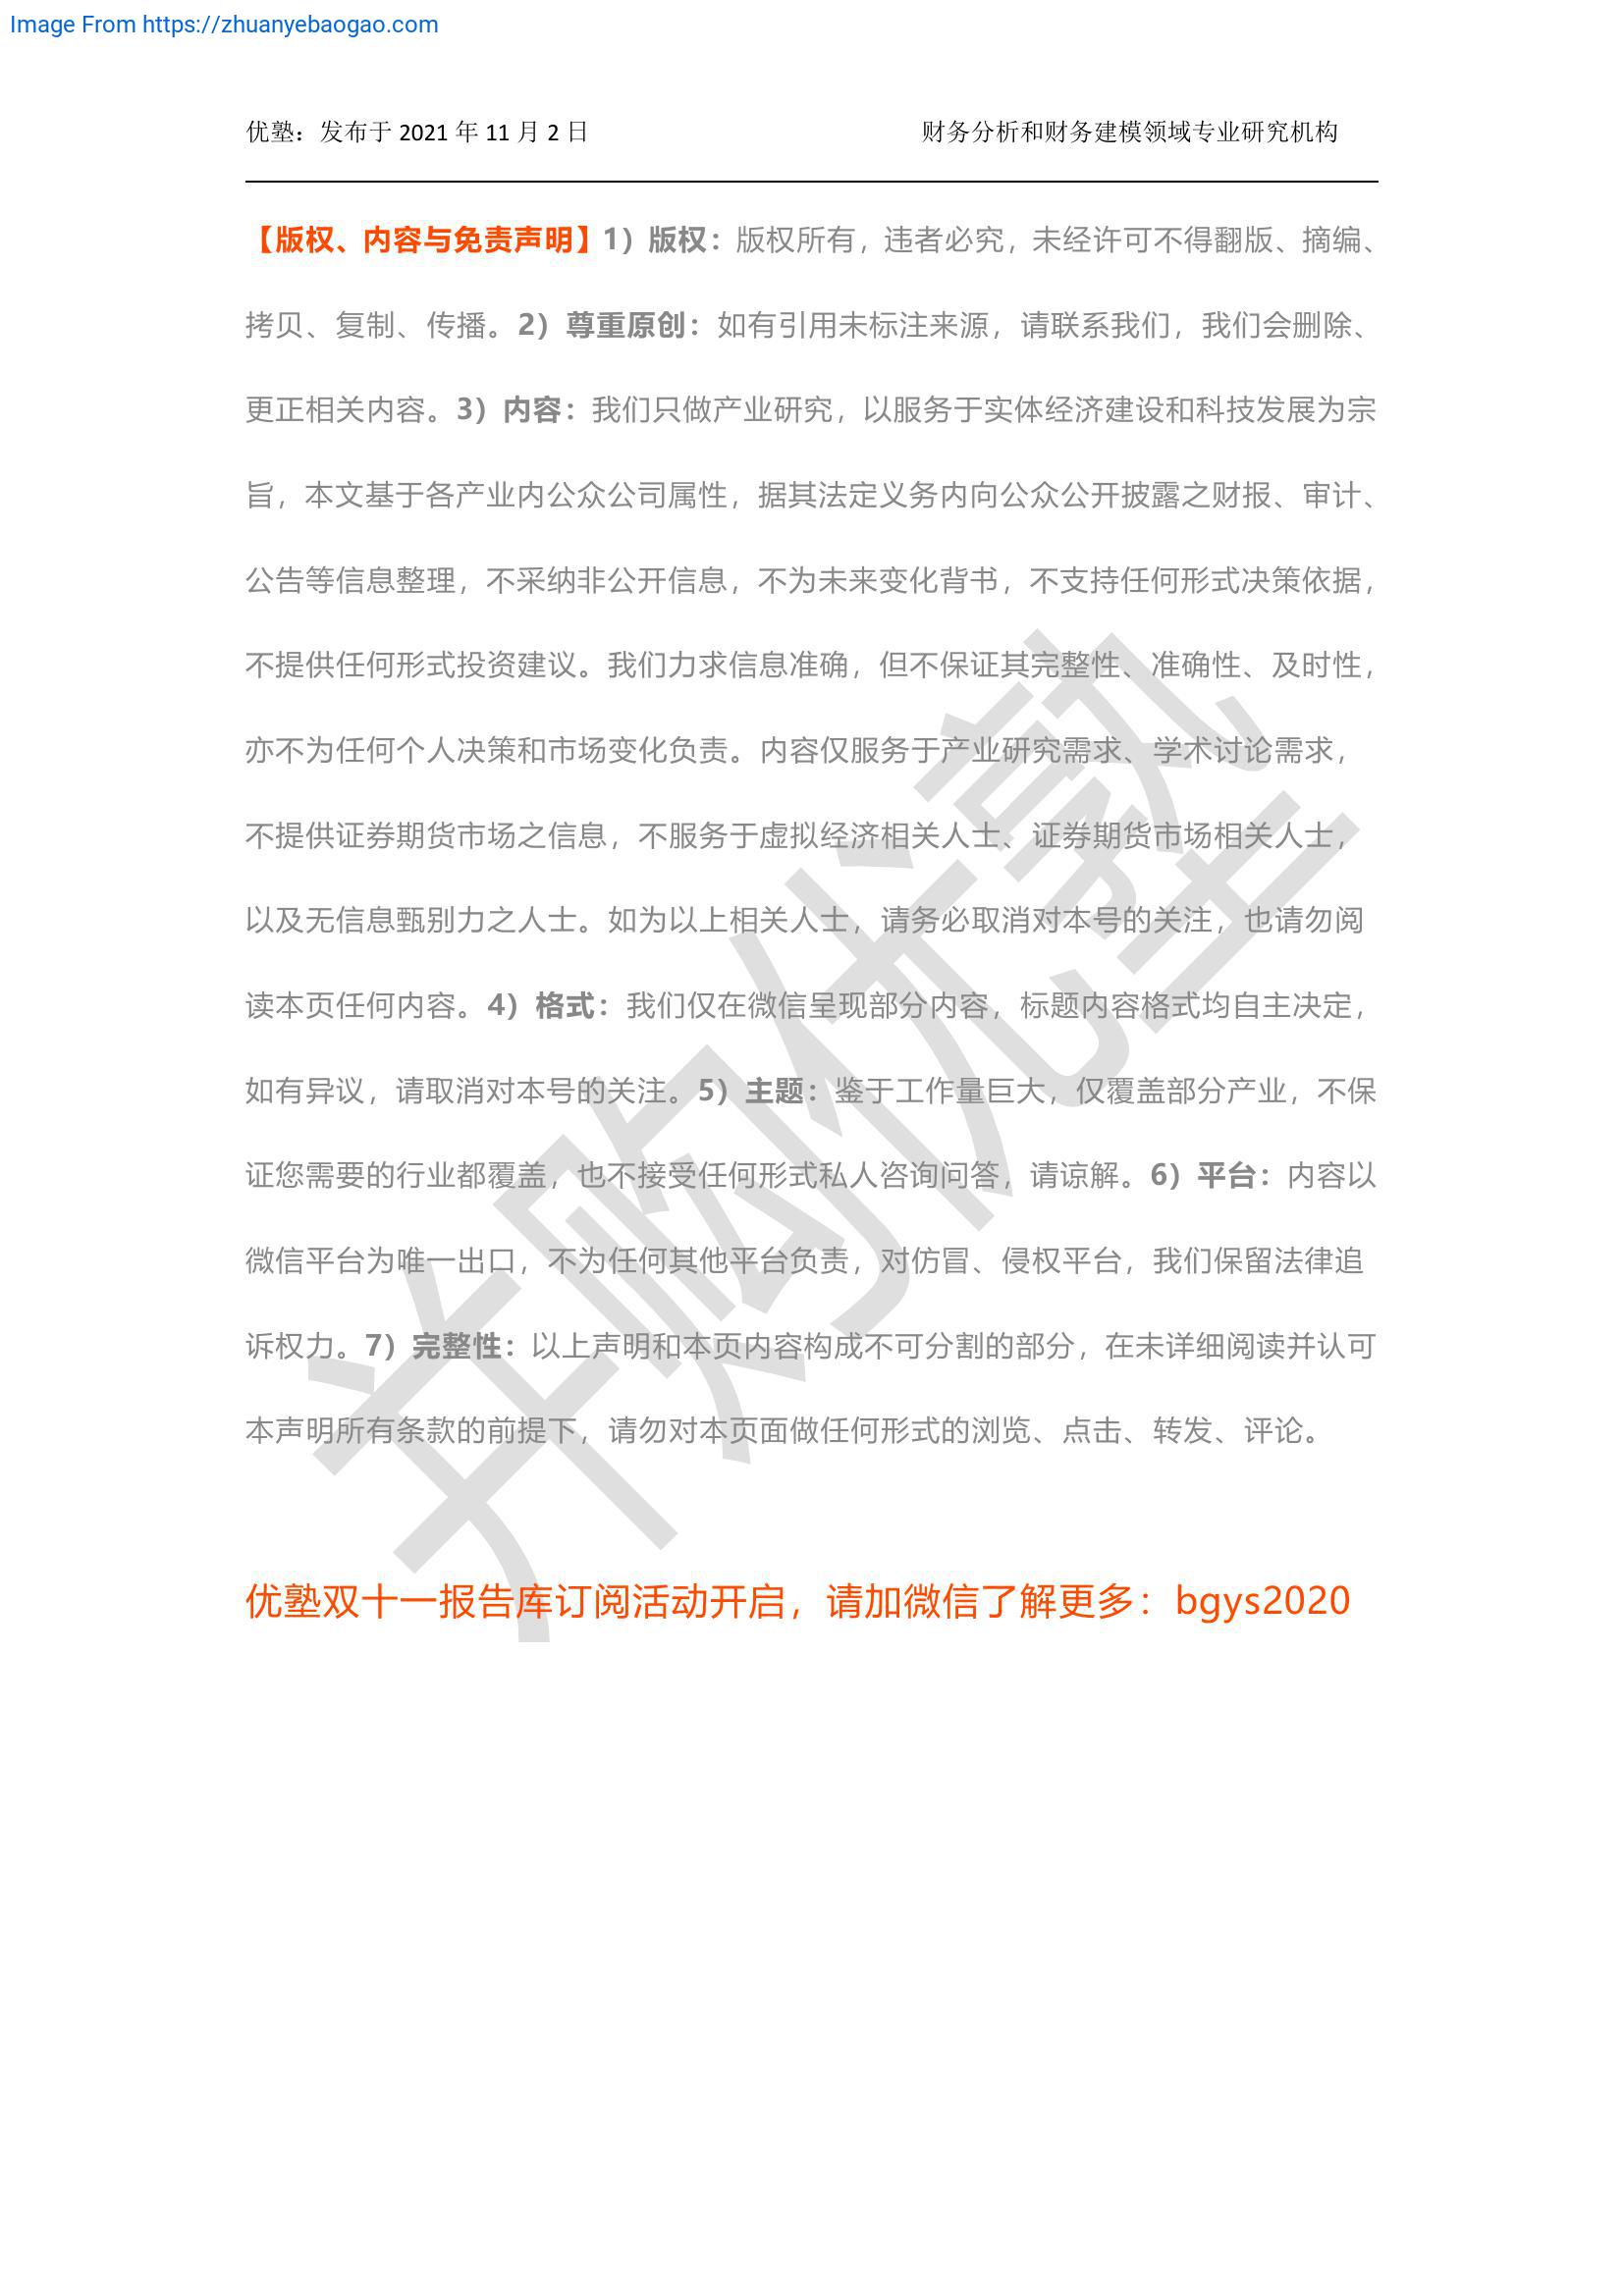 Image From https://zhuanyebaogao.com
优塾：发布于 2021 年 11 月 2 日 财务分析和财务建模领域专业研究机构
【版权、内容与免责声明】1）版权：版权所有，违者必究，未经许可不得翻版、摘编、
拷贝、复制、传播。2）尊重原创：如有引用未标注来源，请联系我们，我们会删除、
更正相关内容。3）内容：我们只做产业研究，以服务于实体经济建设和科技发展为宗
旨，本文基于各产业内公众公司属性，据其法定义务内向公众公开披露之财报、审计、
公告等信息整理，不采纳非公开信息，不为未来变化背书，不支持任何形式决策依据，
不提供任何形式投资建议。我们力求信息准确，但不保证其完整性、准确性、及时性，
亦不为任何个人决策和市场变化负责。内容仅服务于产业研究需求、学术讨论需求，
不提供证券期货市场之信息，不服务于虚拟经济相关人士、证券期货市场相关人士，
以及无信息甄别力之人士。如为以上相关人士，请务必取消对本号的关注，也请勿阅
读本页任何内容。4）格式：我们仅在微信呈现部分内容，标题内容格式均自主决定，
如有异议，请取消对本号的关注。5）主题：鉴于工作量巨大，仅覆盖部分产业，不保
证您需要的行业都覆盖，也不接受任何形式私人咨询问答，请谅解。6）平台：内容以
微信平台为唯一出口，不为任何其他平台负责，对仿冒、侵权平台，我们保留法律追
诉权力。7）完整性：以上声明和本页内容构成不可分割的部分，在未详细阅读并认可
本声明所有条款的前提下，请勿对本页面做任何形式的浏览、点击、转发、评论。
并购优塾
优塾双十一报告库订阅活动开启，请加微信了解更多：bgys2020